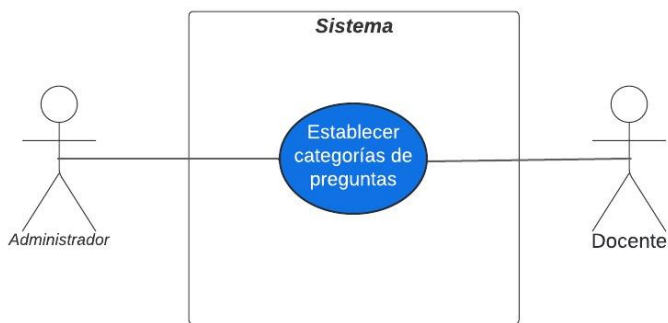 Sistema
Establecer
categorías de
preguntas
Administrador
Docente